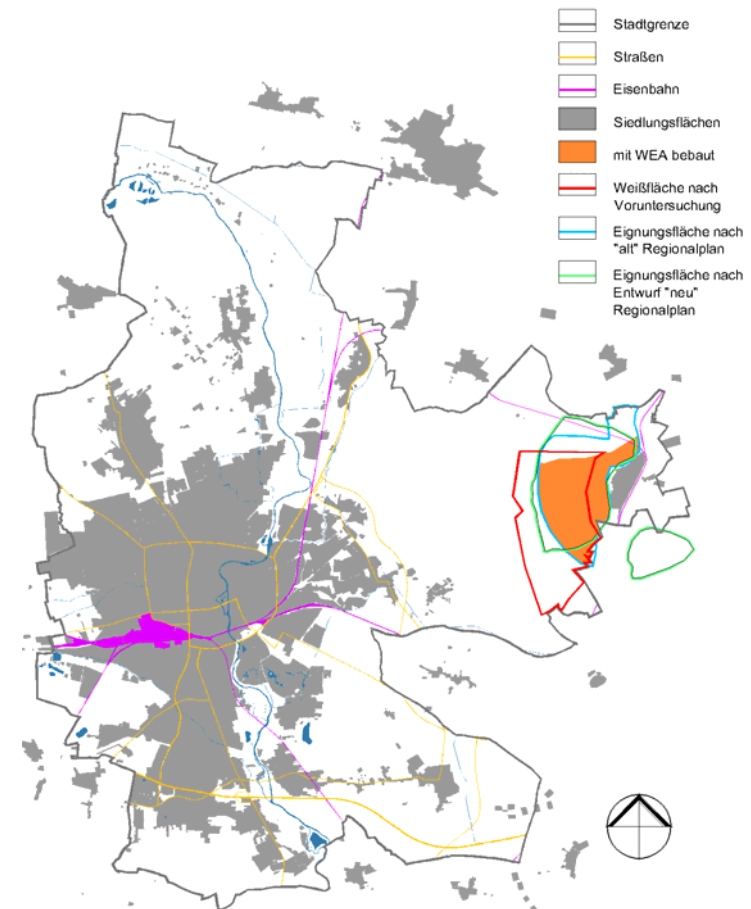 Stadtgrenze
Straßen
Eisenbahn
Siedlungsflächen
mit WEA bebaut
Weißfläche nach
Voruntersuchung
Eignungsfläche nach
"alt" Regionalplan
Eignungsfläche nach
Entwurf "neu"
Regionalplan